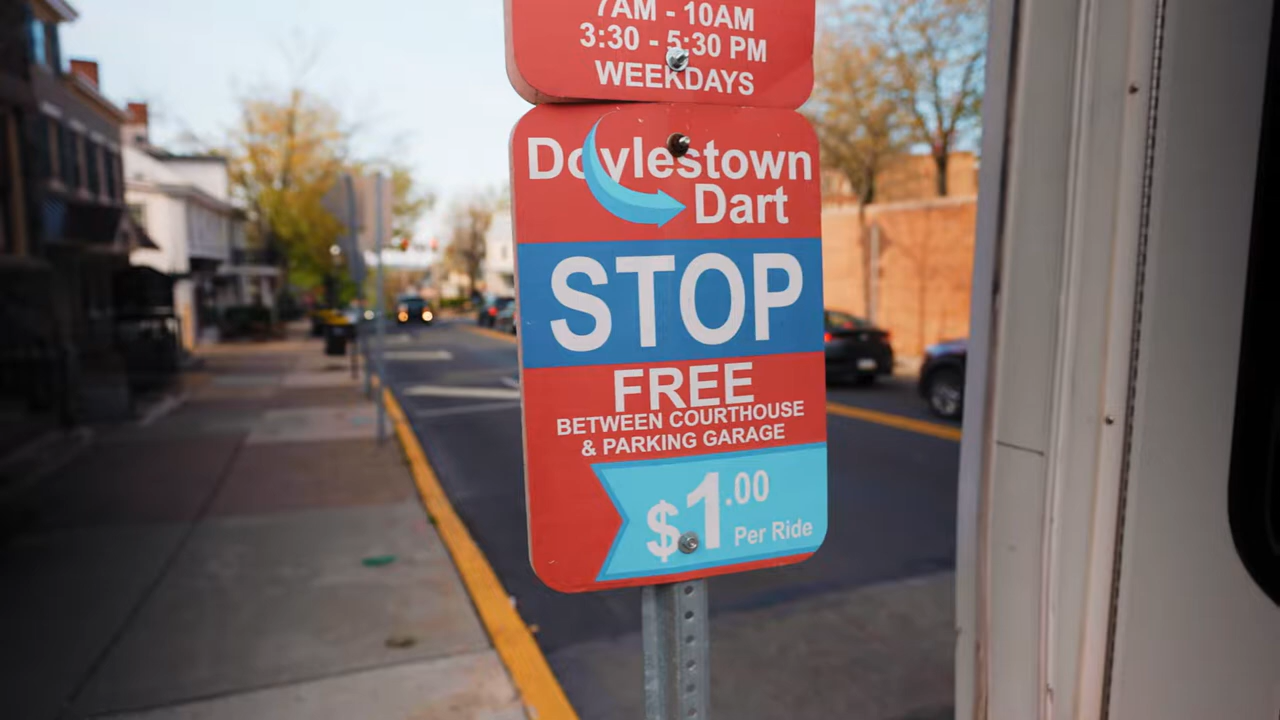 7AM - 10AM
3:30 - 5:30 PM
WEEKDAYS
Doylestown
Dart
STOP
FREE
BETWEEN COURTHOUSE
& PARKING GARAGE
$1.00
Per Ride